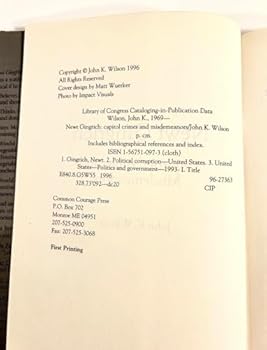 Copyright © John K. Wilson 1996
All Rights Reserved
Cover design by Matt Wuerker
Photo by Impact Visuals
Library of Congress Cataloging-in-Publication Data
Wilson, John K., 1969—
Newt Gingrich: capitol crimes and misdemeanors/John K. Wilson
p. cm.
Includes bibliographical references and index.
ISBN 1-56751-097-3 (cloth)
1. Gingrich, Newt. 2. Political corruption—United States. 3. United
States—Politics and government—1993- I. Title
E840.8.G5W55 1996 96-27363
328.73'092—dc20 CIP
Common Courage Press
P.O. Box 702
Monroe ME 04951
207-525-0900
Fax: 207-525-3068
First Printing